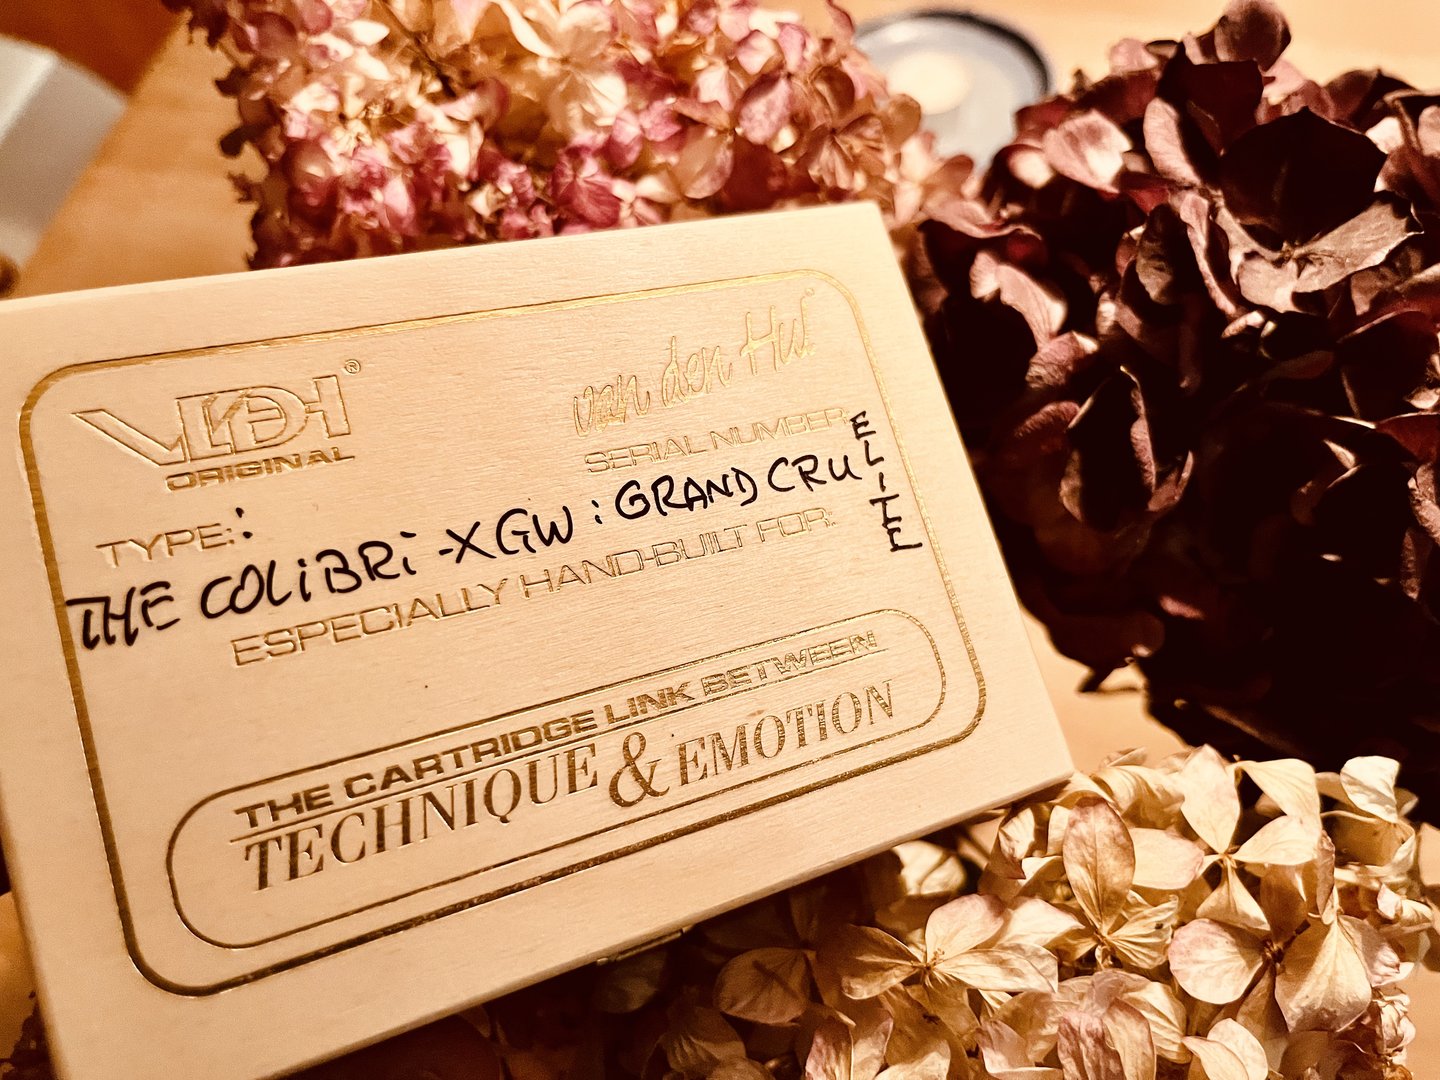 VDH®
ORIGINAL
van den Hul
SERIAL NUMBER:
TYPE::
THE COLiBRi-XGW : GRAND CRU ELITE
ESPECIALLY HAND-BUILT FOR:
THE CARTRIDGE LINK BETWEEN
TECHNIQUE & EMOTION